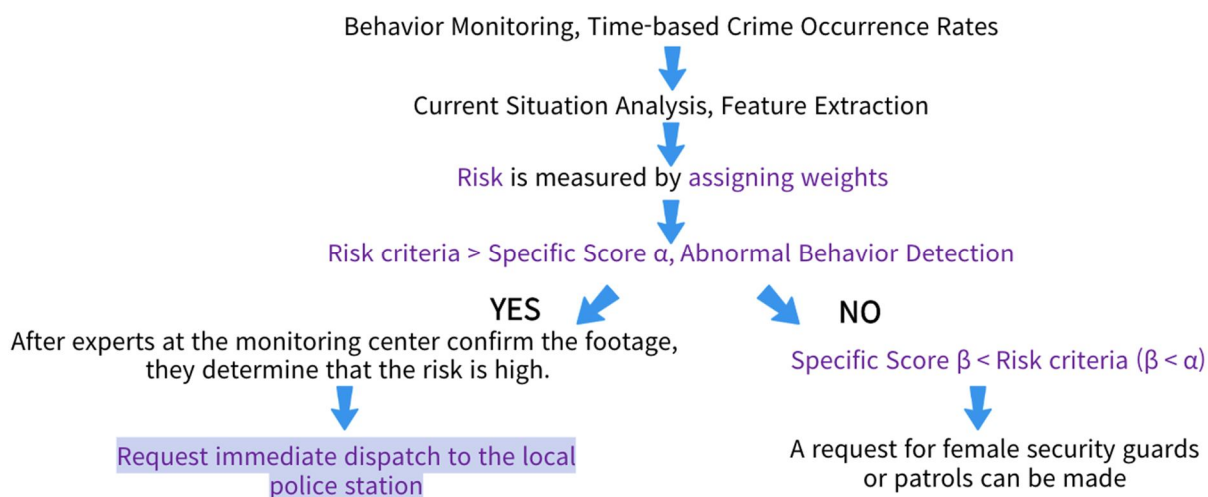 Behavior Monitoring, Time-based Crime Occurrence Rates
Current Situation Analysis, Feature Extraction
Risk is measured by assigning weights
Risk criteria > Specific Score α, Abnormal Behavior Detection
YES
After experts at the monitoring center confirm the footage,
they determine that the risk is high.
Request immediate dispatch to the local
police station
NO
Specific Score β < Risk criteria (β < α)
A request for female security guards
or patrols can be made